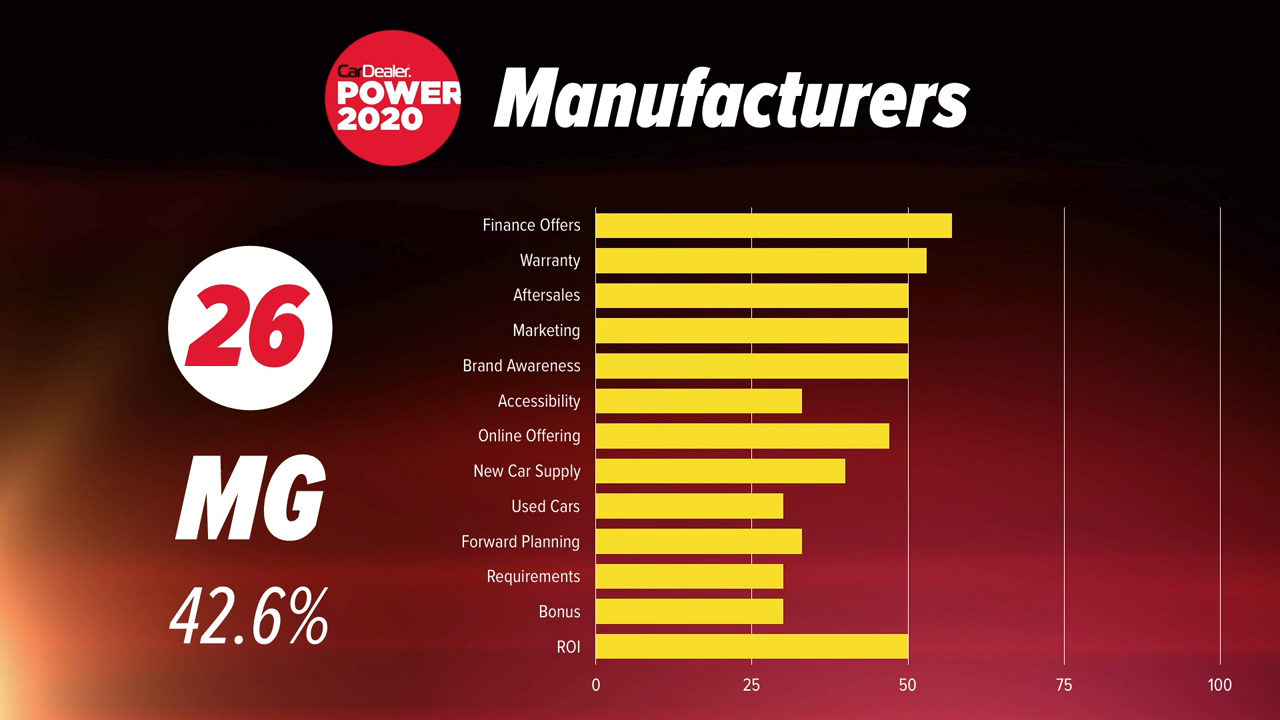 CarDealer.
POWER
2020
Manufacturers
26
MG
42.6%
Finance Offers
Warranty
Aftersales
Marketing
Brand Awareness
Accessibility
Online Offering
New Car Supply
Used Cars
Forward Planning
Requirements
Bonus
ROI
0 25 50 75 100